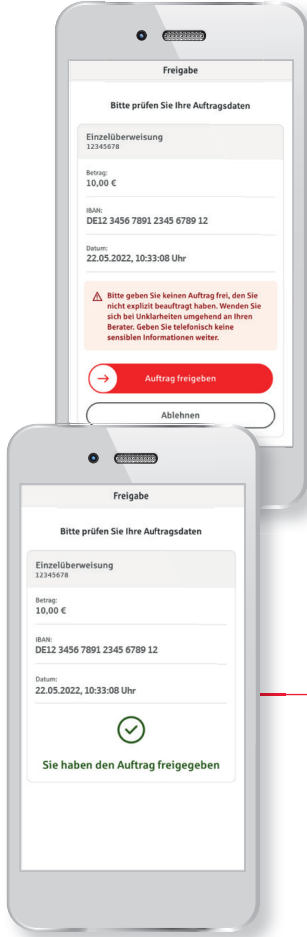 Freigabe
Bitte prüfen Sie Ihre Auftragsdaten
Einzelüberweisung
12345678
Betrag:
10,00 €
IBAN:
DE12 3456 7891 2345 6789 12
Datum:
22.05.2022, 10:33:08 Uhr
Bitte geben Sie keinen Auftrag frei, den Sie
nicht explizit beauftragt haben. Wenden Sie
sich bei Unklarheiten umgehend an Ihren
Berater. Geben Sie telefonisch keine
sensiblen Informationen weiter.
Auftrag freigeben
Ablehnen
Freigabe
Bitte prüfen Sie Ihre Auftragsdaten
Einzelüberweisung
12345678
Betrag:
10,00 €
IBAN:
DE12 3456 7891 2345 6789 12
Datum:
22.05.2022, 10:33:08 Uhr
Sie haben den Auftrag freigegeben